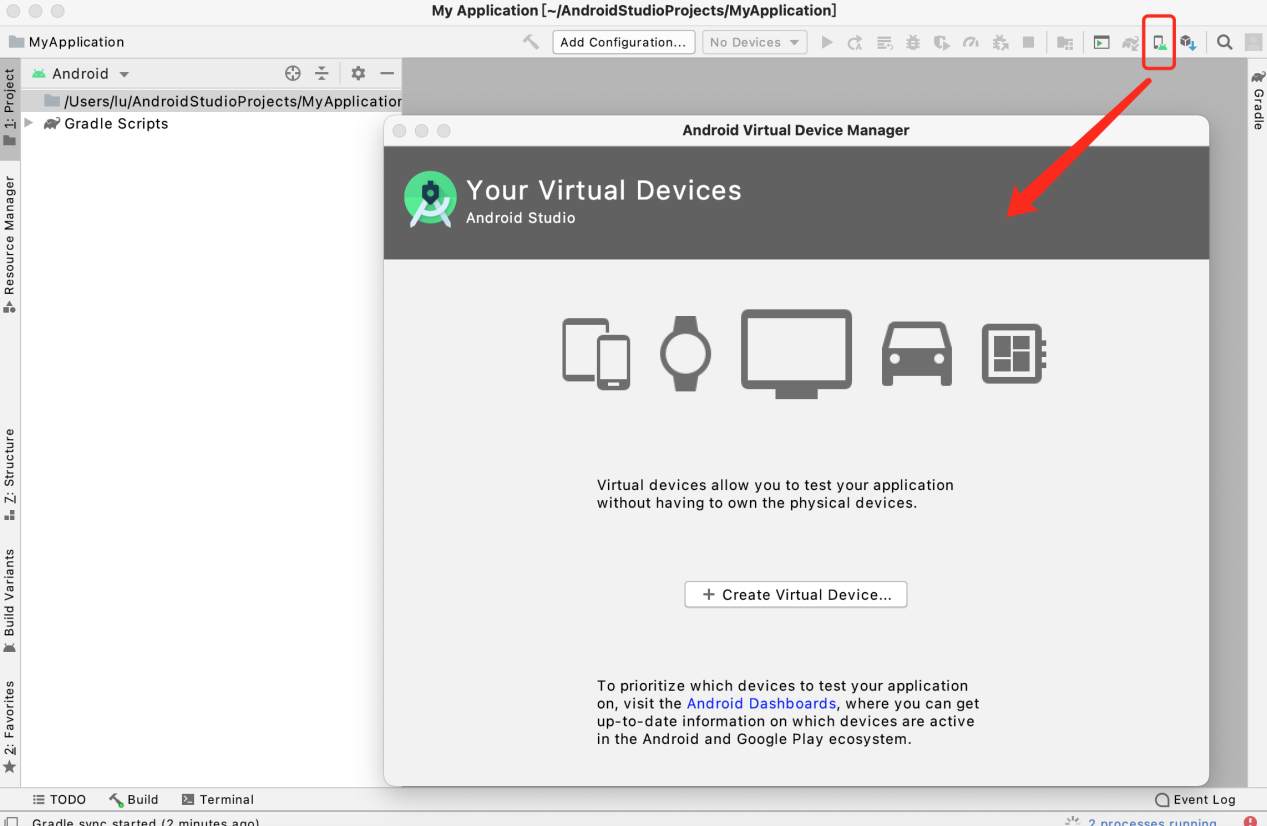 My Application [~/AndroidStudioProjects/MyApplication]
MyApplication
Add Configuration...
No Devices
1: Project
Android
/Users/lu/AndroidStudioProjects/MyApplication
Gradle Scripts
Gradle
Resource Manager
Android Virtual Device Manager
Your Virtual Devices
Android Studio
Virtual devices allow you to test your application
without having to own the physical devices.
+ Create Virtual Device...
To prioritize which devices to test your application
on, visit the Android Dashboards, where you can get
up-to-date information on which devices are active
in the Android and Google Play ecosystem.
Z: Structure
Build Variants
2: Favorites
TODO
Build
Terminal
Event Log
Gradle sync started (2 minutes ago)
2 processes running